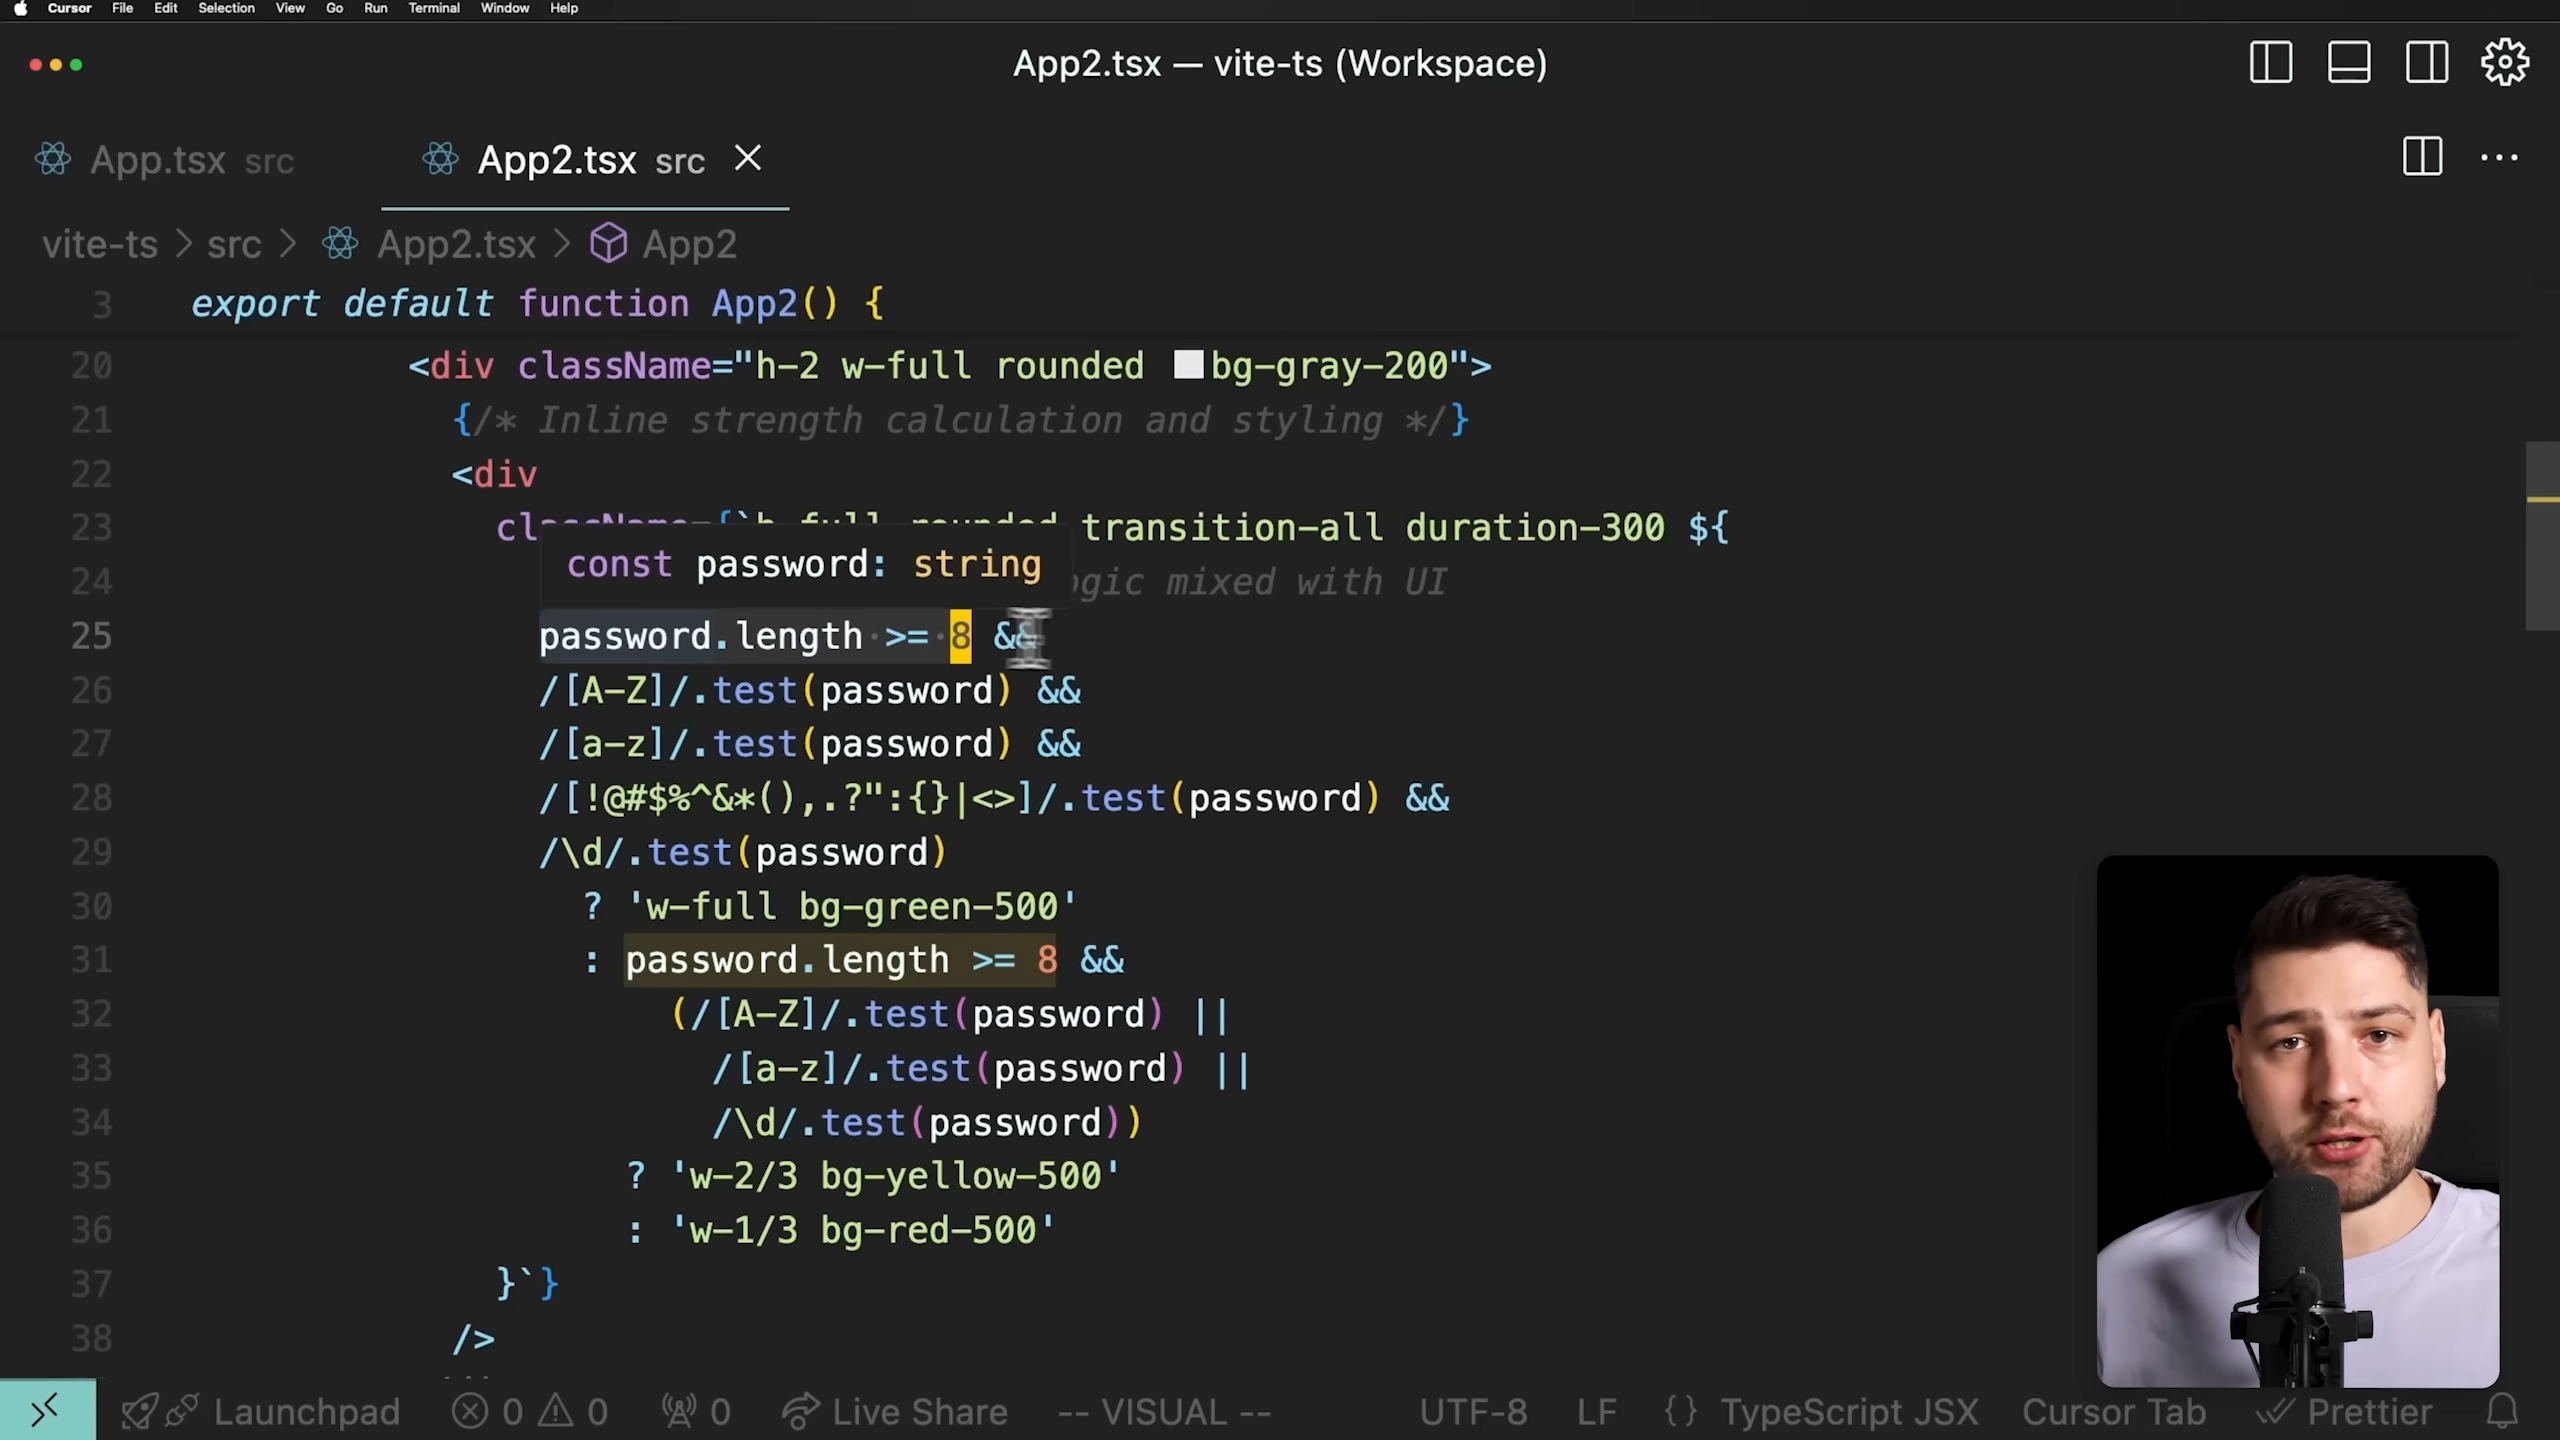 Cursor File Edit Selection View Go Run Terminal Window Help
App2.tsx — vite-ts (Workspace)
App.tsx src App2.tsx src
vite-ts > src > App2.tsx > App2
3 export default function App2() {
20 <div className="h-2 w-full rounded bg-gray-200">
21 {/* Inline strength calculation and styling */}
22 <div
23 className={`h-full rounded transition-all duration-300 ${
const password: string
24 logic mixed with UI
25 password.length >= 8 &&
26 /[A-Z]/.test(password) &&
27 /[a-z]/.test(password) &&
28 /[!@#$%^&*(),.?":{}|<>]/.test(password) &&
29 /\d/.test(password)
30 ? 'w-full bg-green-500'
31 : password.length >= 8 &&
32 (/[A-Z]/.test(password) ||
33 /[a-z]/.test(password) ||
34 /\d/.test(password))
35 ? 'w-2/3 bg-yellow-500'
36 : 'w-1/3 bg-red-500'
37 }`}
38 />
Launchpad 0 0 0 Live Share -- VISUAL -- UTF-8 LF {} TypeScript JSX Cursor Tab Prettier